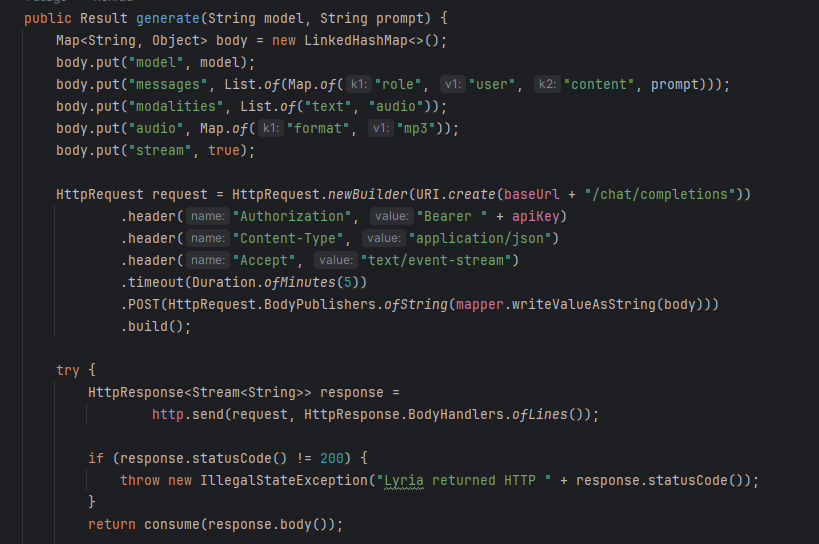 public Result generate(String model, String prompt) {
Map<String, Object> body = new LinkedHashMap<>();
body.put("model", model);
body.put("messages", List.of(Map.of( k1: "role", v1: "user", k2: "content", prompt)));
body.put("modalities", List.of("text", "audio"));
body.put("audio", Map.of( k1: "format", v1: "mp3"));
body.put("stream", true);
HttpRequest request = HttpRequest.newBuilder(URI.create(baseUrl + "/chat/completions"))
.header( name: "Authorization", value: "Bearer " + apiKey)
.header( name: "Content-Type", value: "application/json")
.header( name: "Accept", value: "text/event-stream")
.timeout(Duration.ofMinutes(5))
.POST(HttpRequest.BodyPublishers.ofString(mapper.writeValueAsString(body)))
.build();
try {
HttpResponse<Stream<String>> response =
http.send(request, HttpResponse.BodyHandlers.ofLines());
if (response.statusCode() != 200) {
throw new IllegalStateException("Lyria returned HTTP " + response.statusCode());
}
return consume(response.body());